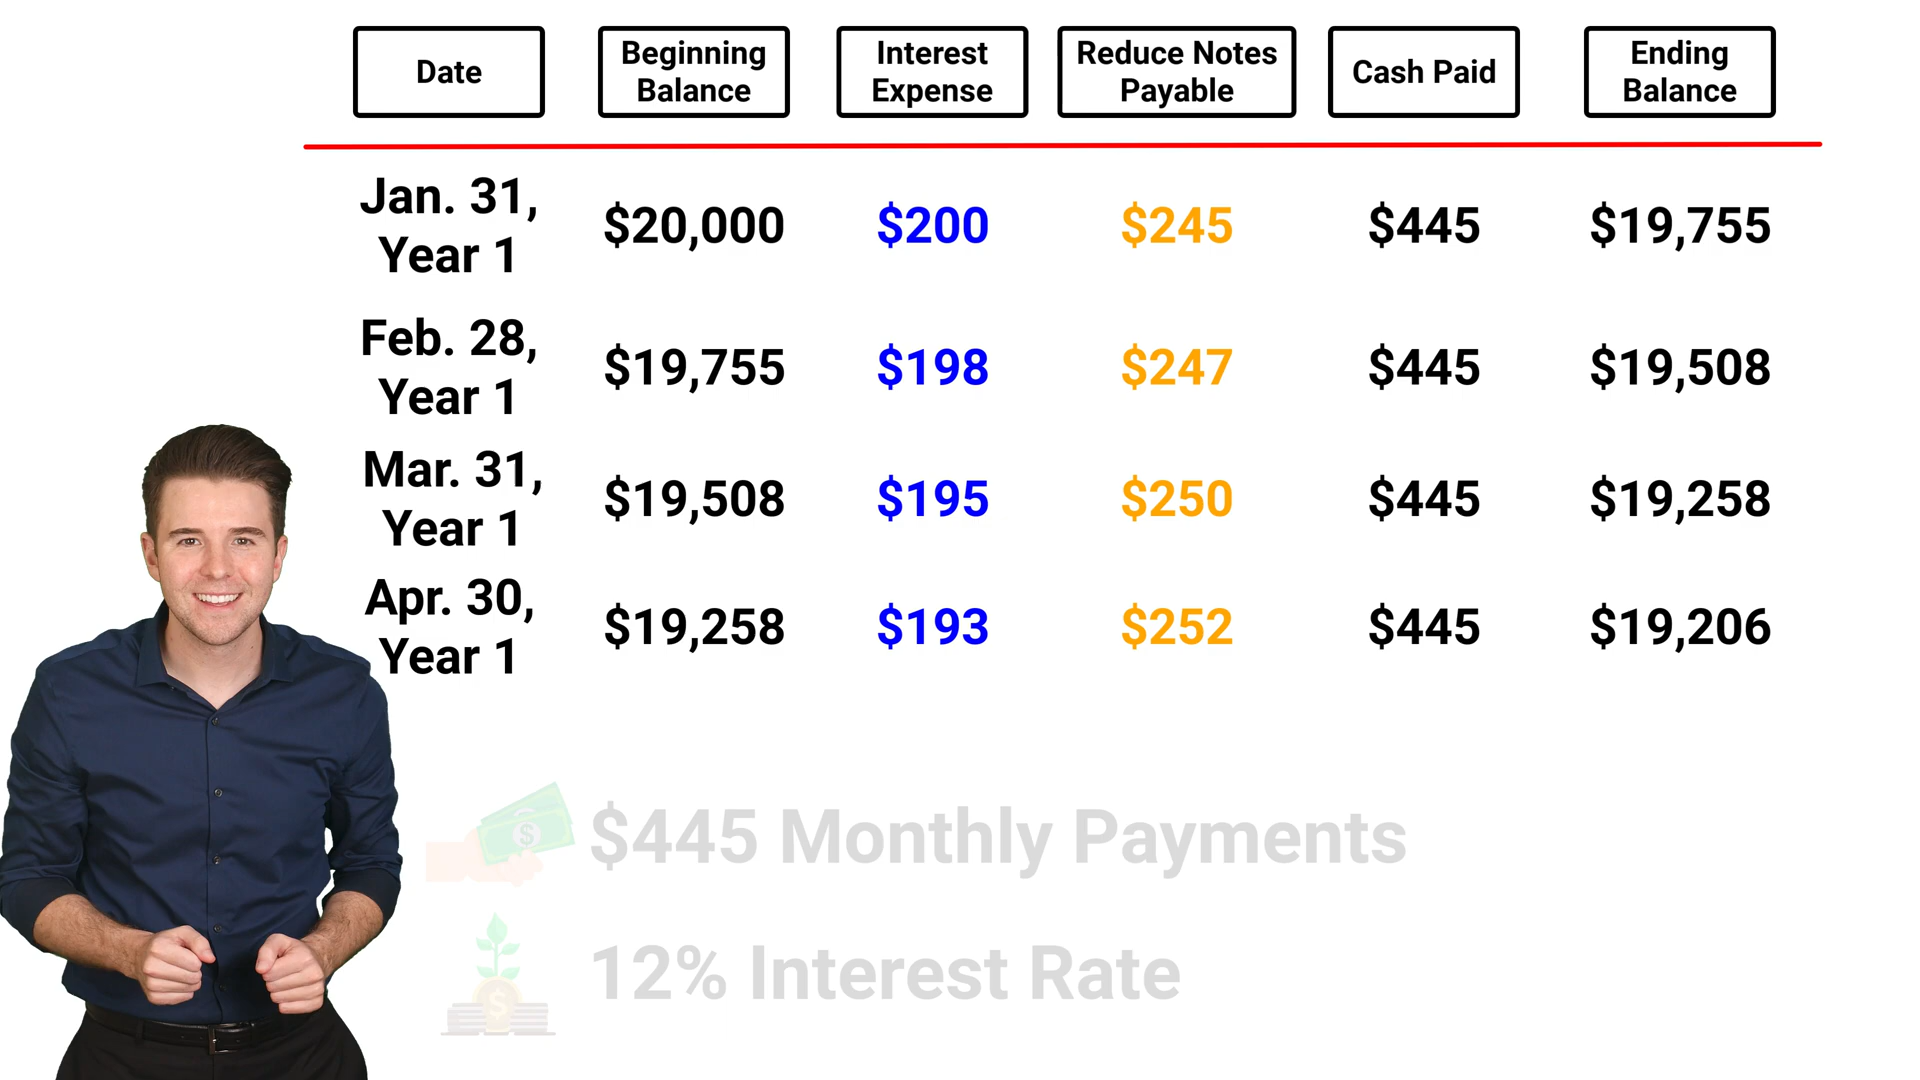 Date
Beginning
Balance
Interest
Expense
Reduce Notes
Payable
Cash Paid
Ending
Balance
Jan. 31,
Year 1
$20,000
$200
$245
$445
$19,755
Feb. 28,
Year 1
$19,755
$198
$247
$445
$19,508
Mar. 31,
Year 1
$19,508
$195
$250
$445
$19,258
Apr. 30,
Year 1
$19,258
$193
$252
$445
$19,206
$
$445 Monthly Payments
$
12% Interest Rate